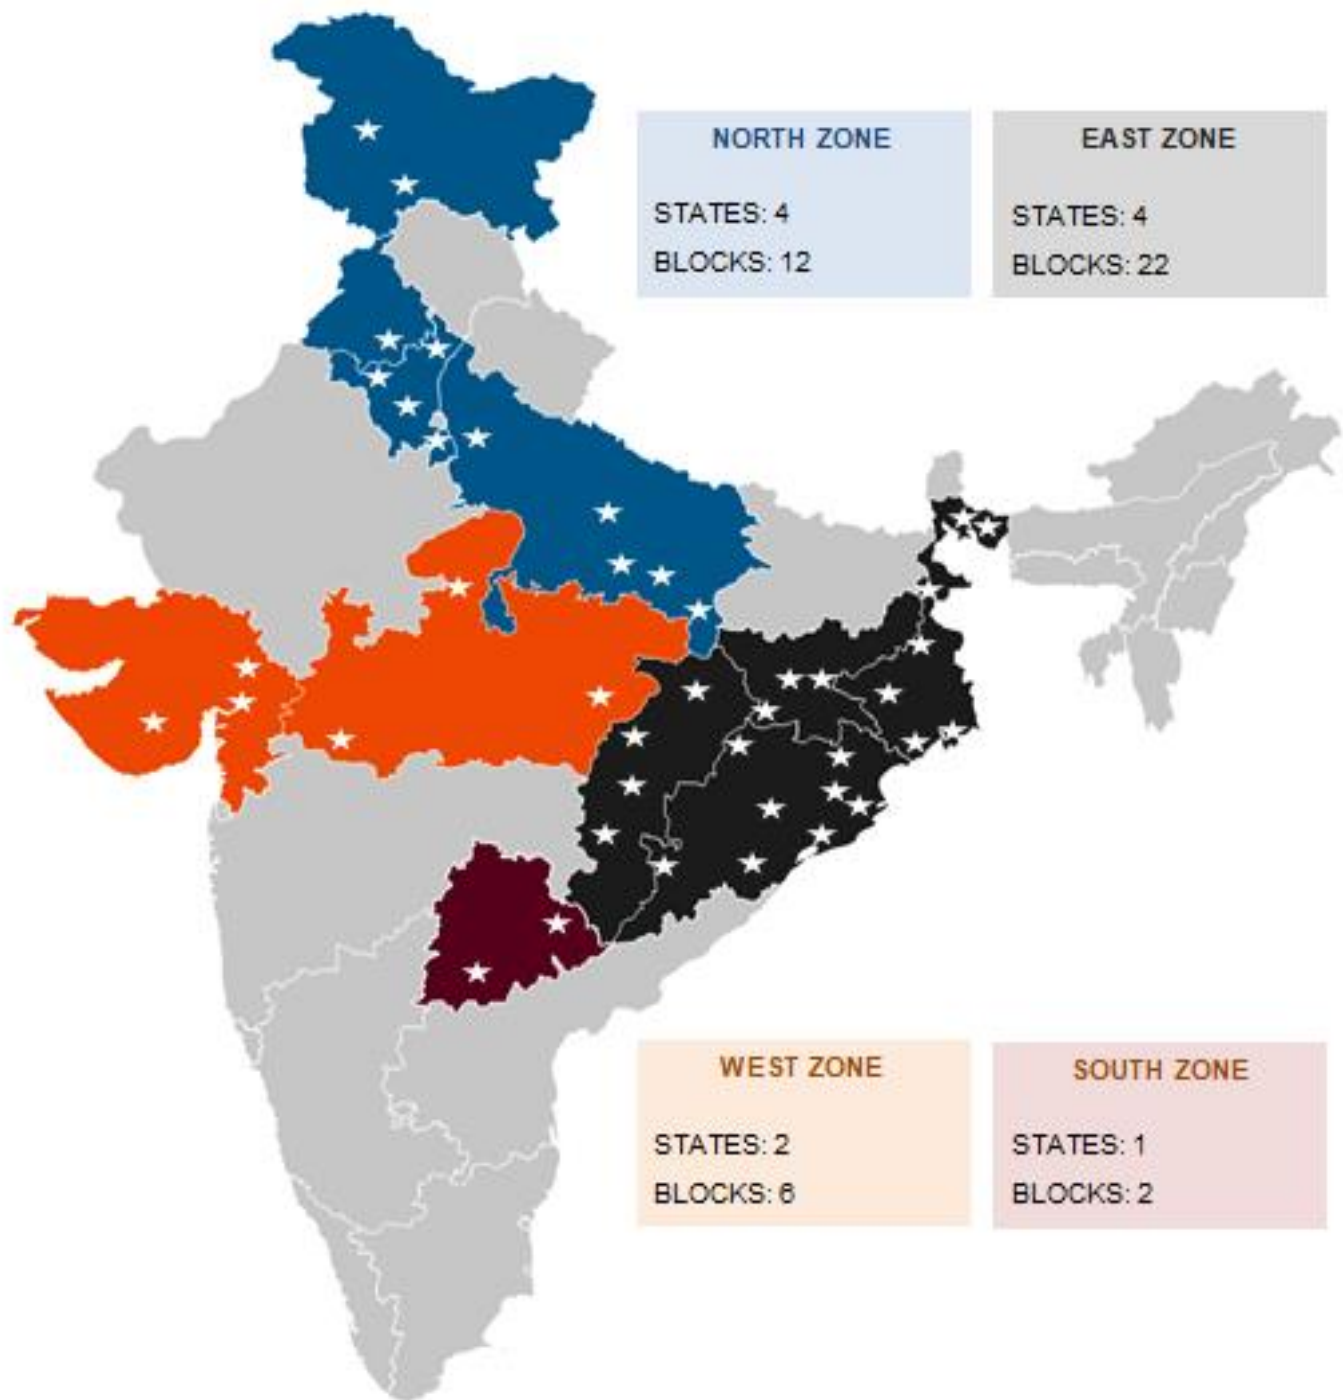 NORTH ZONE
STATES: 4
BLOCKS: 12
EAST ZONE
STATES: 4
BLOCKS: 22
WEST ZONE
STATES: 2
BLOCKS: 6
SOUTH ZONE
STATES: 1
BLOCKS: 2